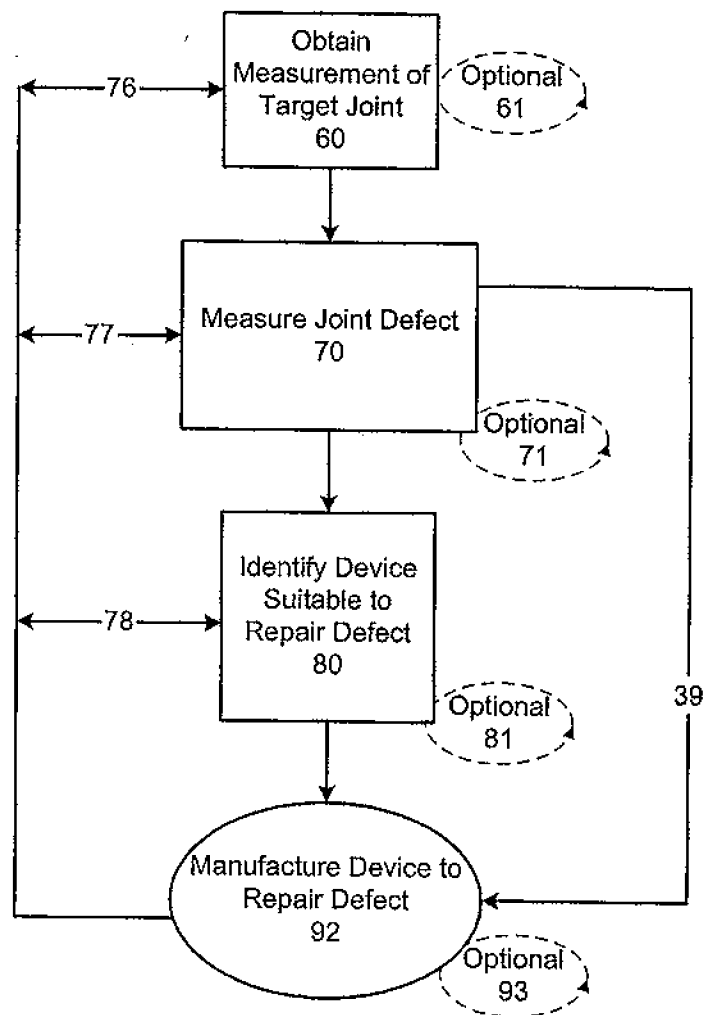 Obtain
Measurement of
Target Joint
60
Optional
61
76
Measure Joint Defect
70
77
Optional
71
Identify Device
Suitable to
Repair Defect
80
78
Optional
81
39
Manufacture Device to
Repair Defect
92
Optional
93